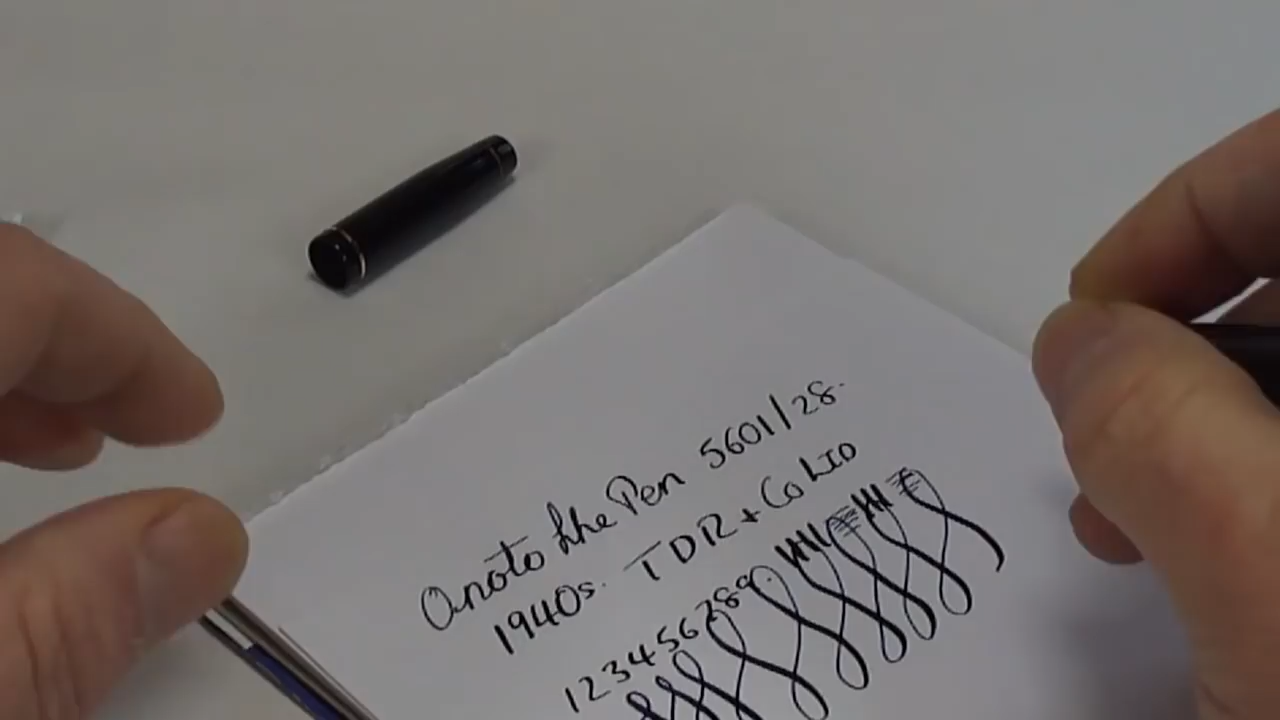 Onoto the Pen 5601/28.
1940s. TDR + Co LTD
123456789.